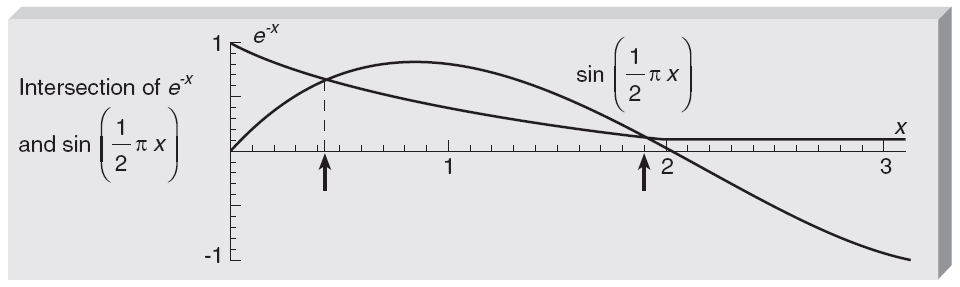 1
e^-x
Intersection of e^-x
and sin (1/2 π x)
sin (1/2 π x)
x
1
2
3
-1